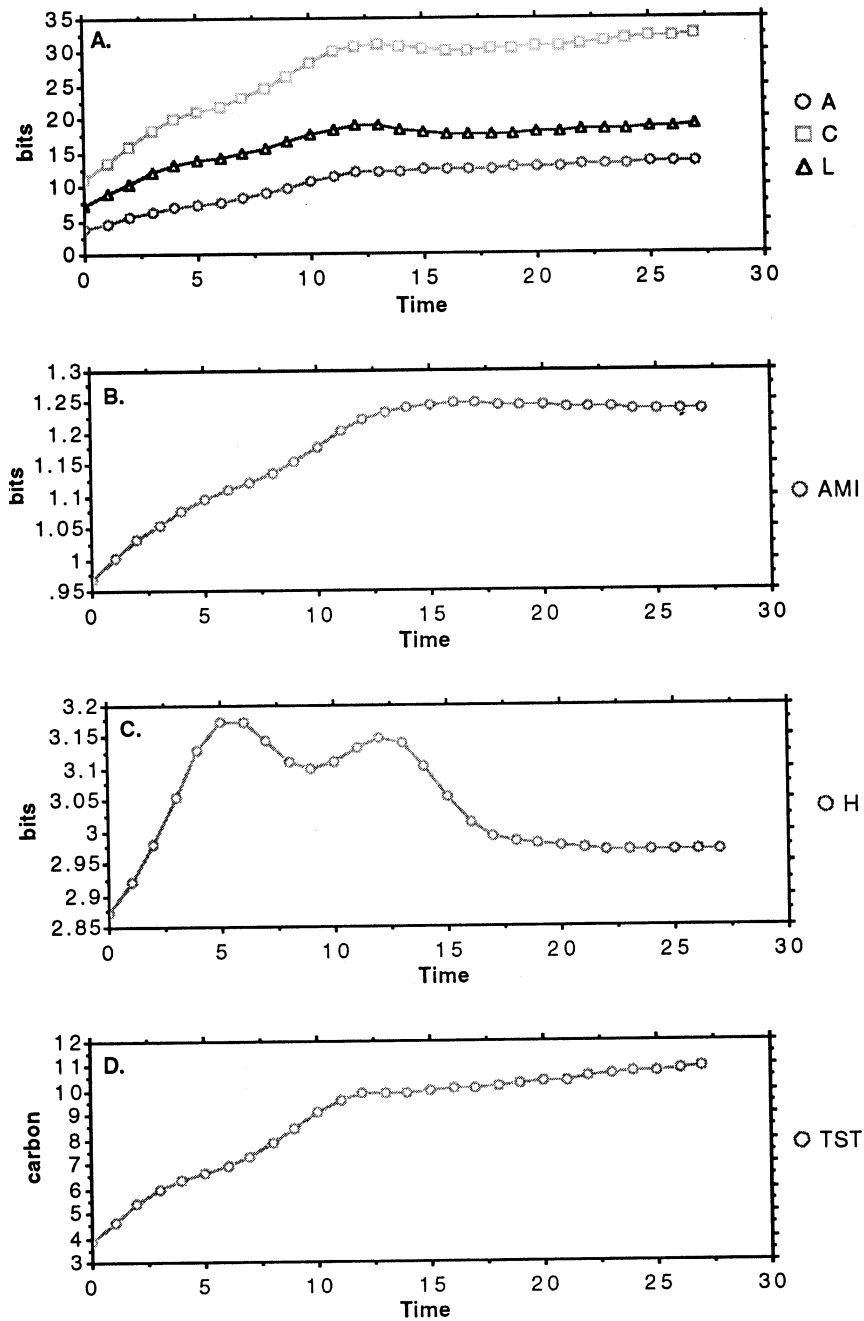 A.
35
30
25
20
15
10
5
0
bits
0 5 10 15 20 25 30
Time
A
C
L
B.
1.3
1.25
1.2
1.15
1.1
1.05
1
.95
bits
0 5 10 15 20 25 30
Time
AMI
C.
3.2
3.15
3.1
3.05
3
2.95
2.9
2.85
bits
0 5 10 15 20 25 30
Time
H
D.
12
11
10
9
8
7
6
5
4
3
carbon
0 5 10 15 20 25 30
Time
TST